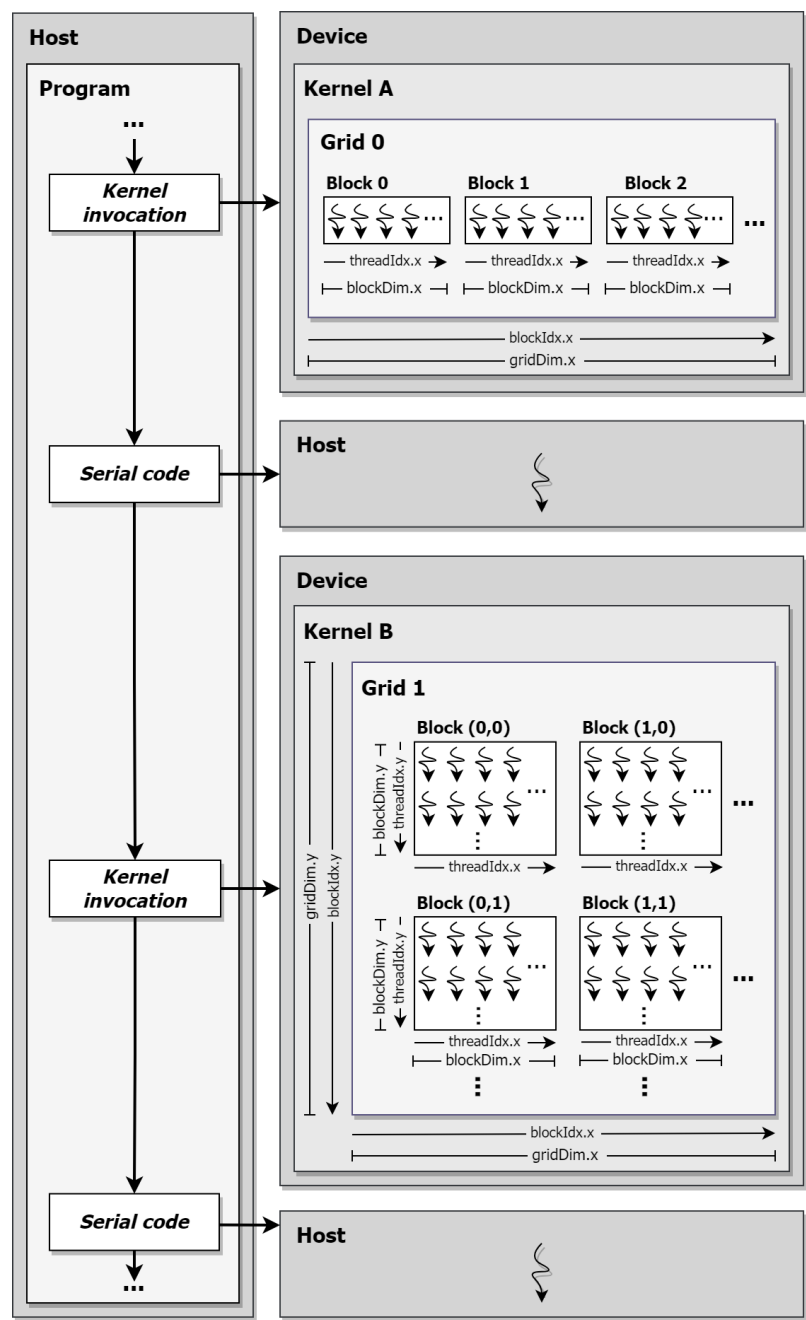 Host
Program
...
Kernel
invocation
Serial code
Kernel
invocation
Serial code
...
Device
Kernel A
Grid 0
Block 0 Block 1 Block 2
... ... ... ...
threadIdx.x threadIdx.x threadIdx.x
blockDim.x blockDim.x blockDim.x
blockIdx.x
gridDim.x
Host
Device
Kernel B
Grid 1
gridDim.y
blockIdx.y
Block (0,0) Block (1,0)
blockDim.y
threadIdx.y
... ... ...
threadIdx.x threadIdx.x
Block (0,1) Block (1,1)
blockDim.y
threadIdx.y
... ... ...
threadIdx.x threadIdx.x
blockDim.x blockDim.x
blockIdx.x
gridDim.x
Host